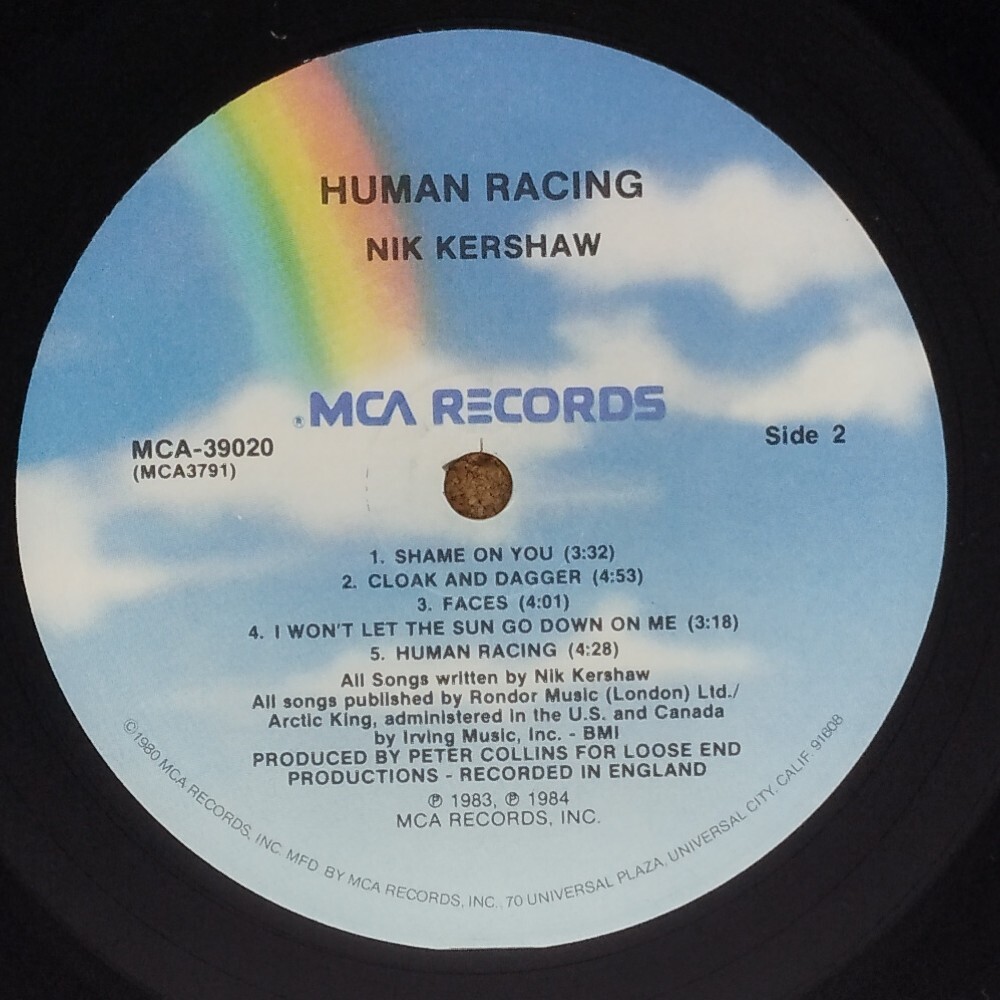 HUMAN RACING
NIK KERSHAW
®MCA RECORDS
MCA-39020
(MCA3791)
Side 2
1. SHAME ON YOU (3:32)
2. CLOAK AND DAGGER (4:53)
3. FACES (4:01)
4. I WON'T LET THE SUN GO DOWN ON ME (3:18)
5. HUMAN RACING (4:28)
All Songs written by Nik Kershaw
All songs published by Rondor Music (London) Ltd./
Arctic King, administered in the U.S. and Canada
by Irving Music, Inc. - BMI
PRODUCED BY PETER COLLINS FOR LOOSE END
PRODUCTIONS - RECORDED IN ENGLAND
℗ 1983, ℗ 1984
MCA RECORDS, INC.
©1980 MCA RECORDS, INC. MFD BY MCA RECORDS, INC., 70 UNIVERSAL PLAZA, UNIVERSAL CITY, CALIF. 91608